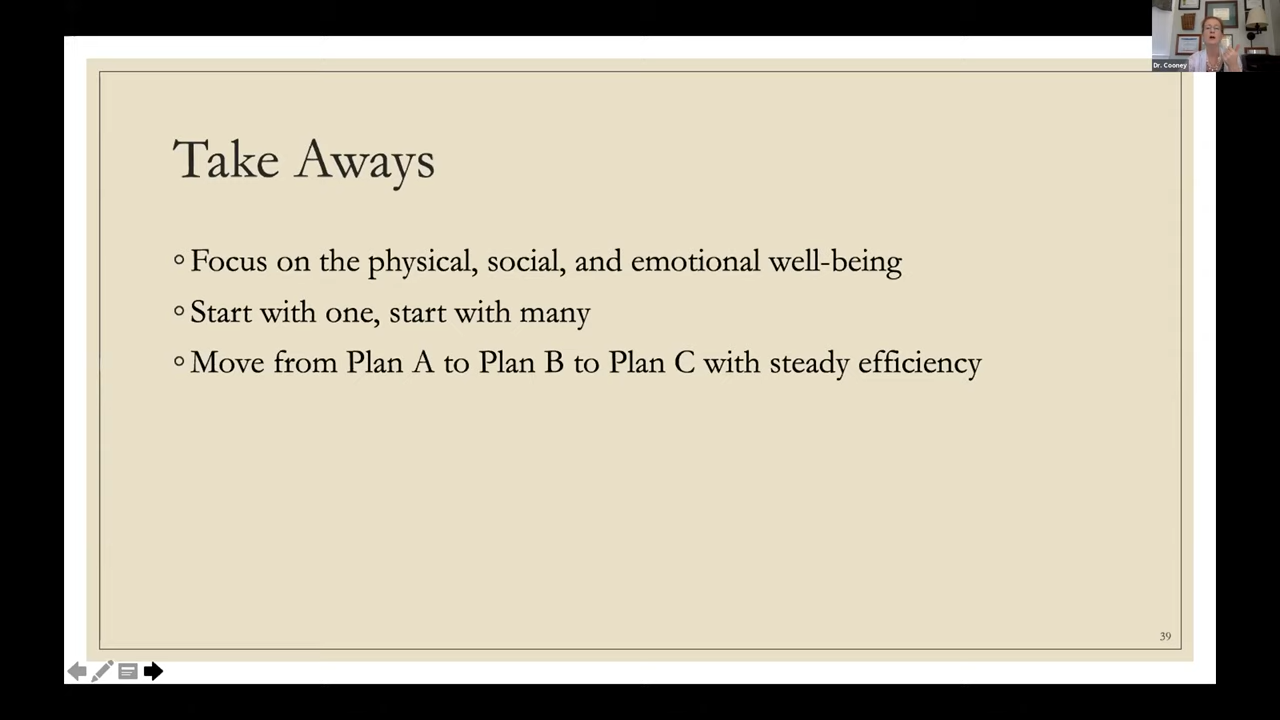 Dr. Cooney
Take Aways
Focus on the physical, social, and emotional well-being
Start with one, start with many
Move from Plan A to Plan B to Plan C with steady efficiency
39